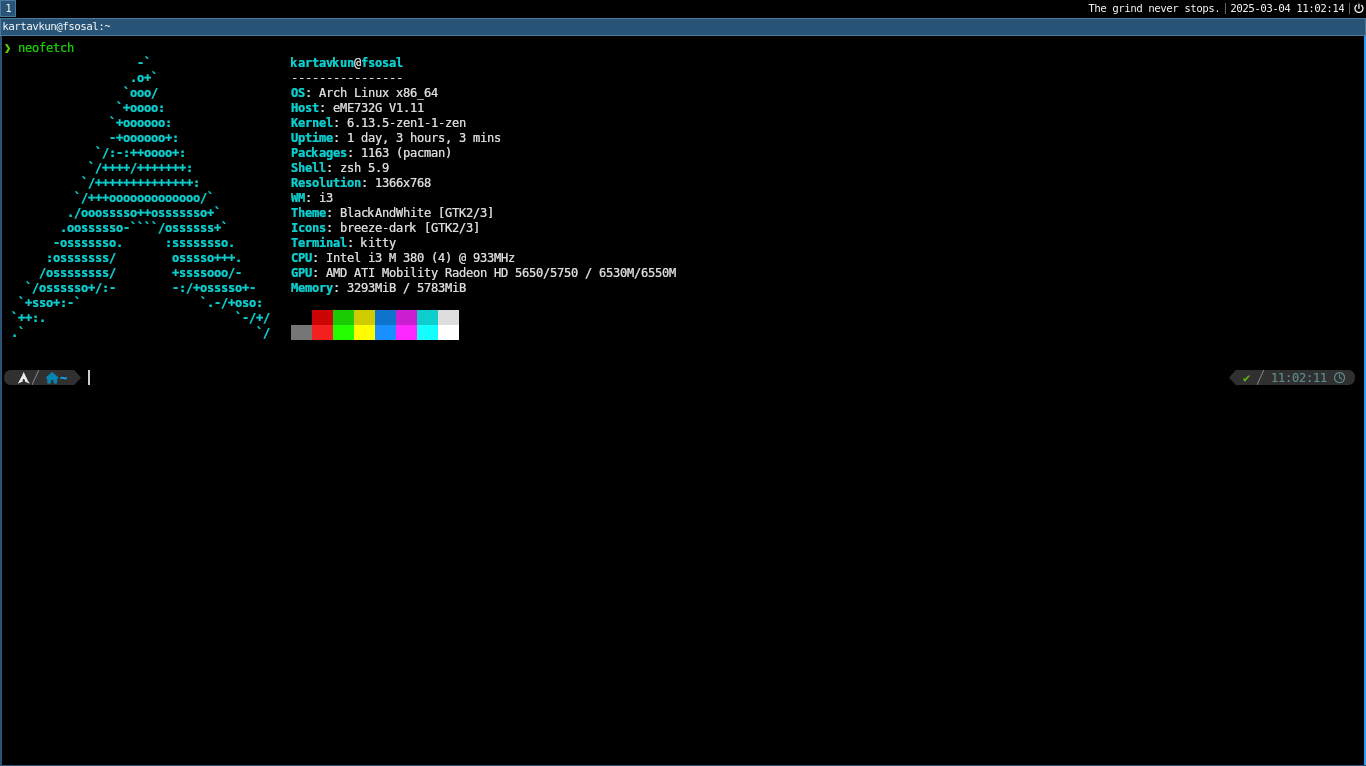 1 The grind never stops. 2025-03-04 11:02:14
kartavkun@fsosal:~
❯ neofetch
-` kartavkun@fsosal
.o+` ----------------
`ooo/ OS: Arch Linux x86_64
`+oooo: Host: eME732G V1.11
`+oooooo: Kernel: 6.13.5-zen1-1-zen
-+oooooo+: Uptime: 1 day, 3 hours, 3 mins
`/:-:++oooo+: Packages: 1163 (pacman)
`/++++/+++++++: Shell: zsh 5.9
`/++++++++++++++: Resolution: 1366x768
`/+++ooooooooooooo/` WM: i3
./ooosssso++osssssso+` Theme: BlackAndWhite [GTK2/3]
.oossssso-````/ossssss+` Icons: breeze-dark [GTK2/3]
-osssssso. :ssssssso. Terminal: kitty
:osssssss/ osssso+++. CPU: Intel i3 M 380 (4) @ 933MHz
/ossssssss/ +ssssooo/- GPU: AMD ATI Mobility Radeon HD 5650/5750 / 6530M/6550M
`/ossssso+/:- -:/+osssso+- Memory: 3293MiB / 5783MiB
`+sso+:-` `.-/+oso:
`++:. `-/+/
.` `/
/ ~ ✔ / 11:02:11